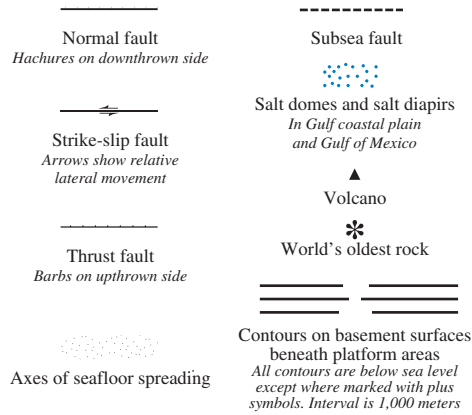 Normal fault
Hachures on downthrown side
Strike-slip fault
Arrows show relative
lateral movement
Thrust fault
Barbs on upthrown side
Axes of seafloor spreading
Subsea fault
Salt domes and salt diapirs
In Gulf coastal plain
and Gulf of Mexico
Volcano
World's oldest rock
Contours on basement surfaces
beneath platform areas
All contours are below sea level
except where marked with plus
symbols. Interval is 1,000 meters